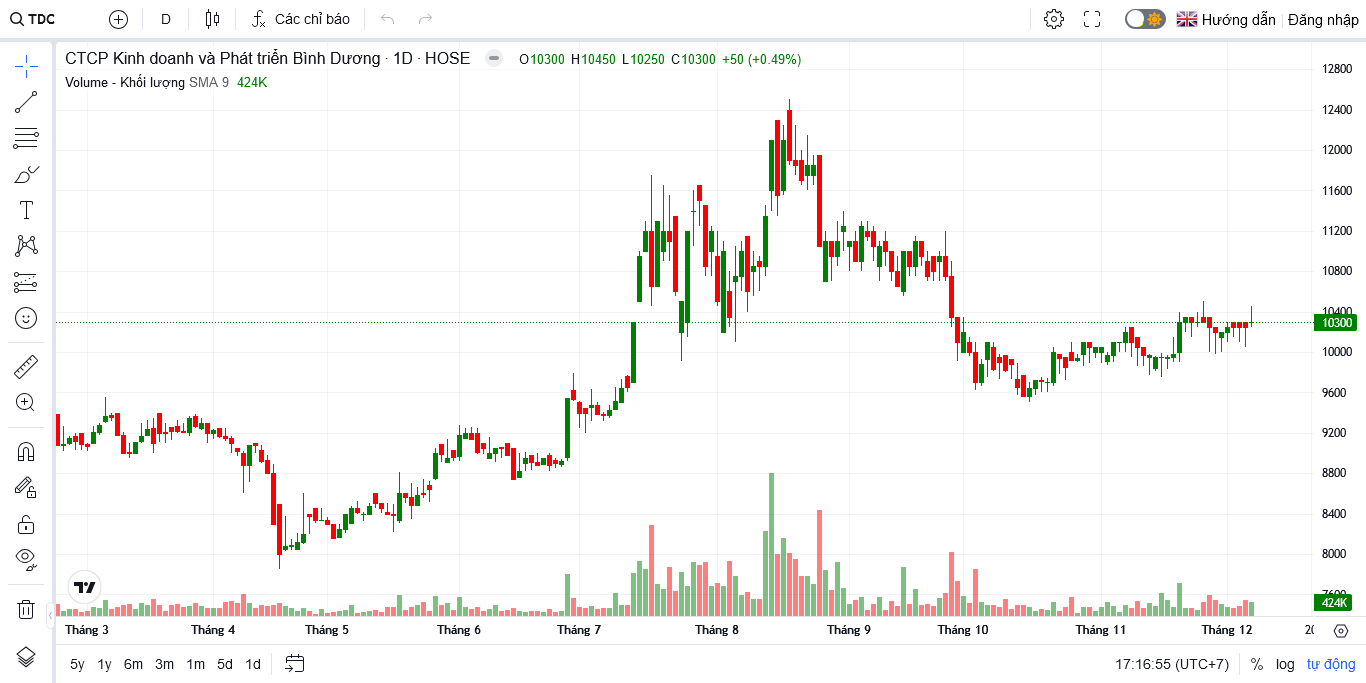 TDC D Các chỉ báo Hướng dẫn Đăng nhập
CTCP Kinh doanh và Phát triển Bình Dương · 1D · HOSE O10300 H10450 L10250 C10300 +50 (+0.49%)
Volume - Khối lượng SMA 9 424K
12800
12400
12000
11600
11200
10800
10400
10300
10000
9600
9200
8800
8400
8000
7600
424K
Tháng 3 Tháng 4 Tháng 5 Tháng 6 Tháng 7 Tháng 8 Tháng 9 Tháng 10 Tháng 11 Tháng 12
5y 1y 6m 3m 1m 5d 1d 17:16:55 (UTC+7) % log tự động